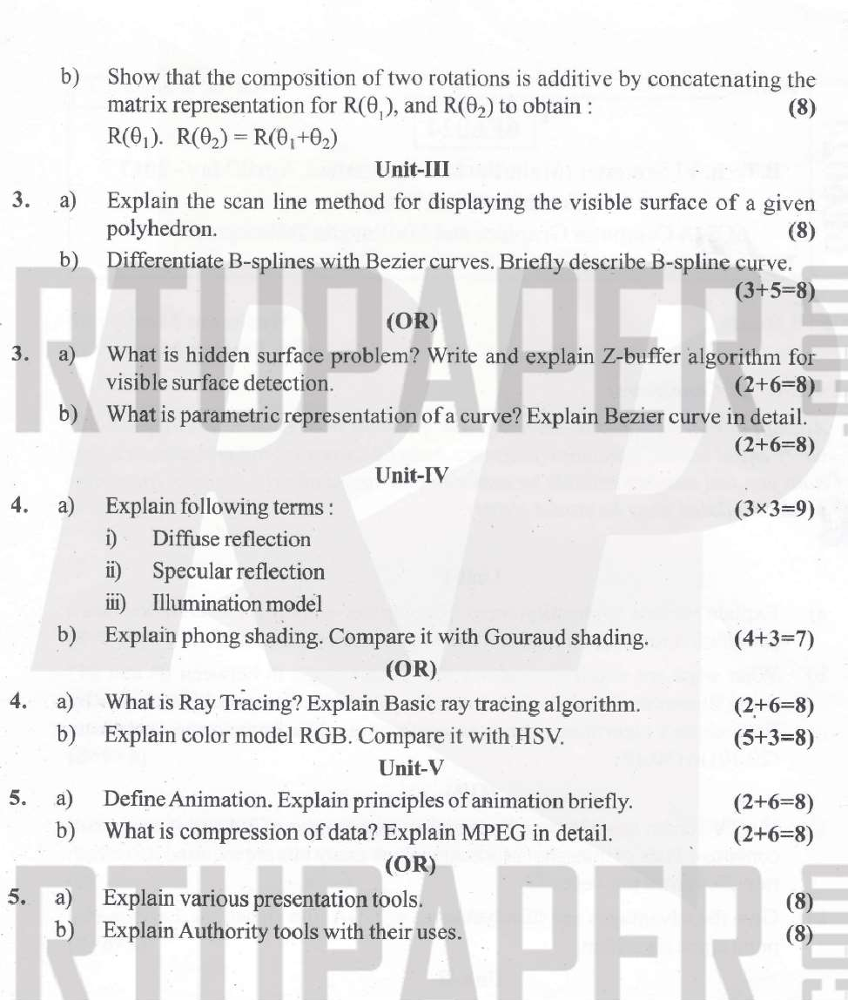 b) Show that the composition of two rotations is additive by concatenating the
matrix representation for R(θ₁), and R(θ₂) to obtain : (8)
R(θ₁). R(θ₂) = R(θ₁+θ₂)
Unit-III
3. a) Explain the scan line method for displaying the visible surface of a given
polyhedron. (8)
b) Differentiate B-splines with Bezier curves. Briefly describe B-spline curve.
(3+5=8)
(OR)
3. a) What is hidden surface problem? Write and explain Z-buffer algorithm for
visible surface detection. (2+6=8)
b) What is parametric representation of a curve? Explain Bezier curve in detail.
(2+6=8)
Unit-IV
4. a) Explain following terms : (3×3=9)
i) Diffuse reflection
ii) Specular reflection
iii) Illumination model
b) Explain phong shading. Compare it with Gouraud shading. (4+3=7)
(OR)
4. a) What is Ray Tracing? Explain Basic ray tracing algorithm. (2+6=8)
b) Explain color model RGB. Compare it with HSV. (5+3=8)
Unit-V
5. a) Define Animation. Explain principles of animation briefly. (2+6=8)
b) What is compression of data? Explain MPEG in detail. (2+6=8)
(OR)
5. a) Explain various presentation tools. (8)
b) Explain Authority tools with their uses. (8)
RTUPAPER
RP
RTUPAPER